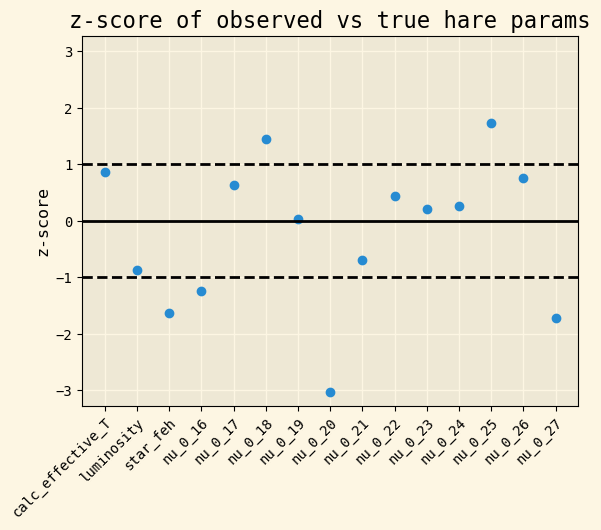 z-score of observed vs true hare params
z-score
3
2
1
0
−1
−2
−3
calc_effective_T
luminosity
star_feh
nu_0_16
nu_0_17
nu_0_18
nu_0_19
nu_0_20
nu_0_21
nu_0_22
nu_0_23
nu_0_24
nu_0_25
nu_0_26
nu_0_27